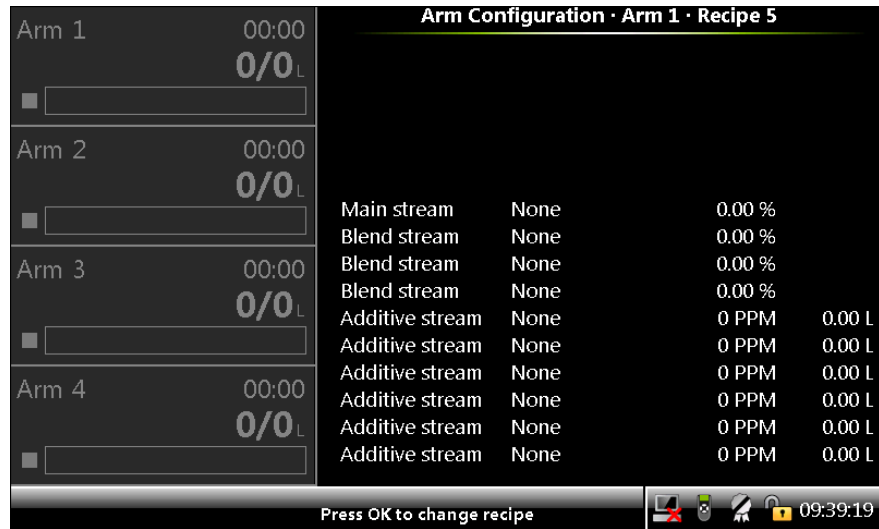 Arm 1 00:00
0/0 L
Arm 2 00:00
0/0 L
Arm 3 00:00
0/0 L
Arm 4 00:00
0/0 L
Arm Configuration · Arm 1 · Recipe 5
Main stream None 0.00 %
Blend stream None 0.00 %
Blend stream None 0.00 %
Blend stream None 0.00 %
Additive stream None 0 PPM 0.00 L
Additive stream None 0 PPM 0.00 L
Additive stream None 0 PPM 0.00 L
Additive stream None 0 PPM 0.00 L
Additive stream None 0 PPM 0.00 L
Additive stream None 0 PPM 0.00 L
Press OK to change recipe 09:39:19